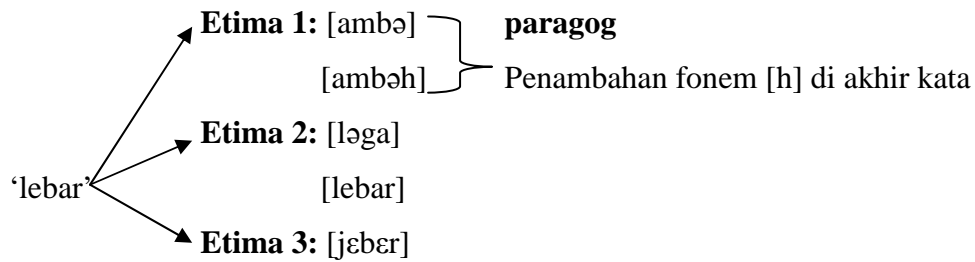 Etima 1: [ambə] paragog
[ambəh] Penambahan fonem [h] di akhir kata
Etima 2: [ləga]
‘lebar’ [lebar]
Etima 3: [jɛbɛr]